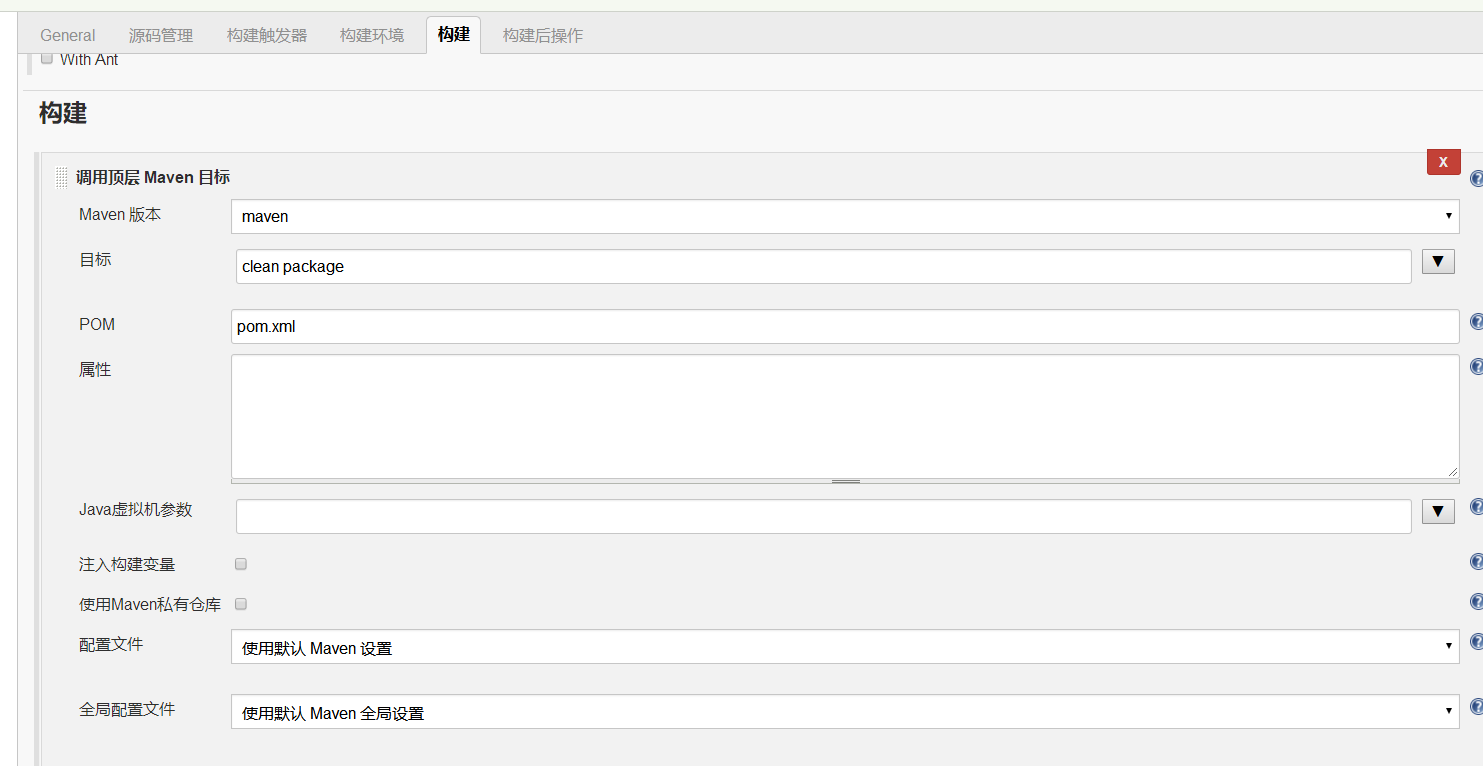 General 源码管理 构建触发器 构建环境 构建 构建后操作
With Ant
构建
X
调用顶层 Maven 目标
Maven 版本 maven
目标 clean package
POM pom.xml
属性
Java虚拟机参数
注入构建变量
使用Maven私有仓库
配置文件 使用默认 Maven 设置
全局配置文件 使用默认 Maven 全局设置